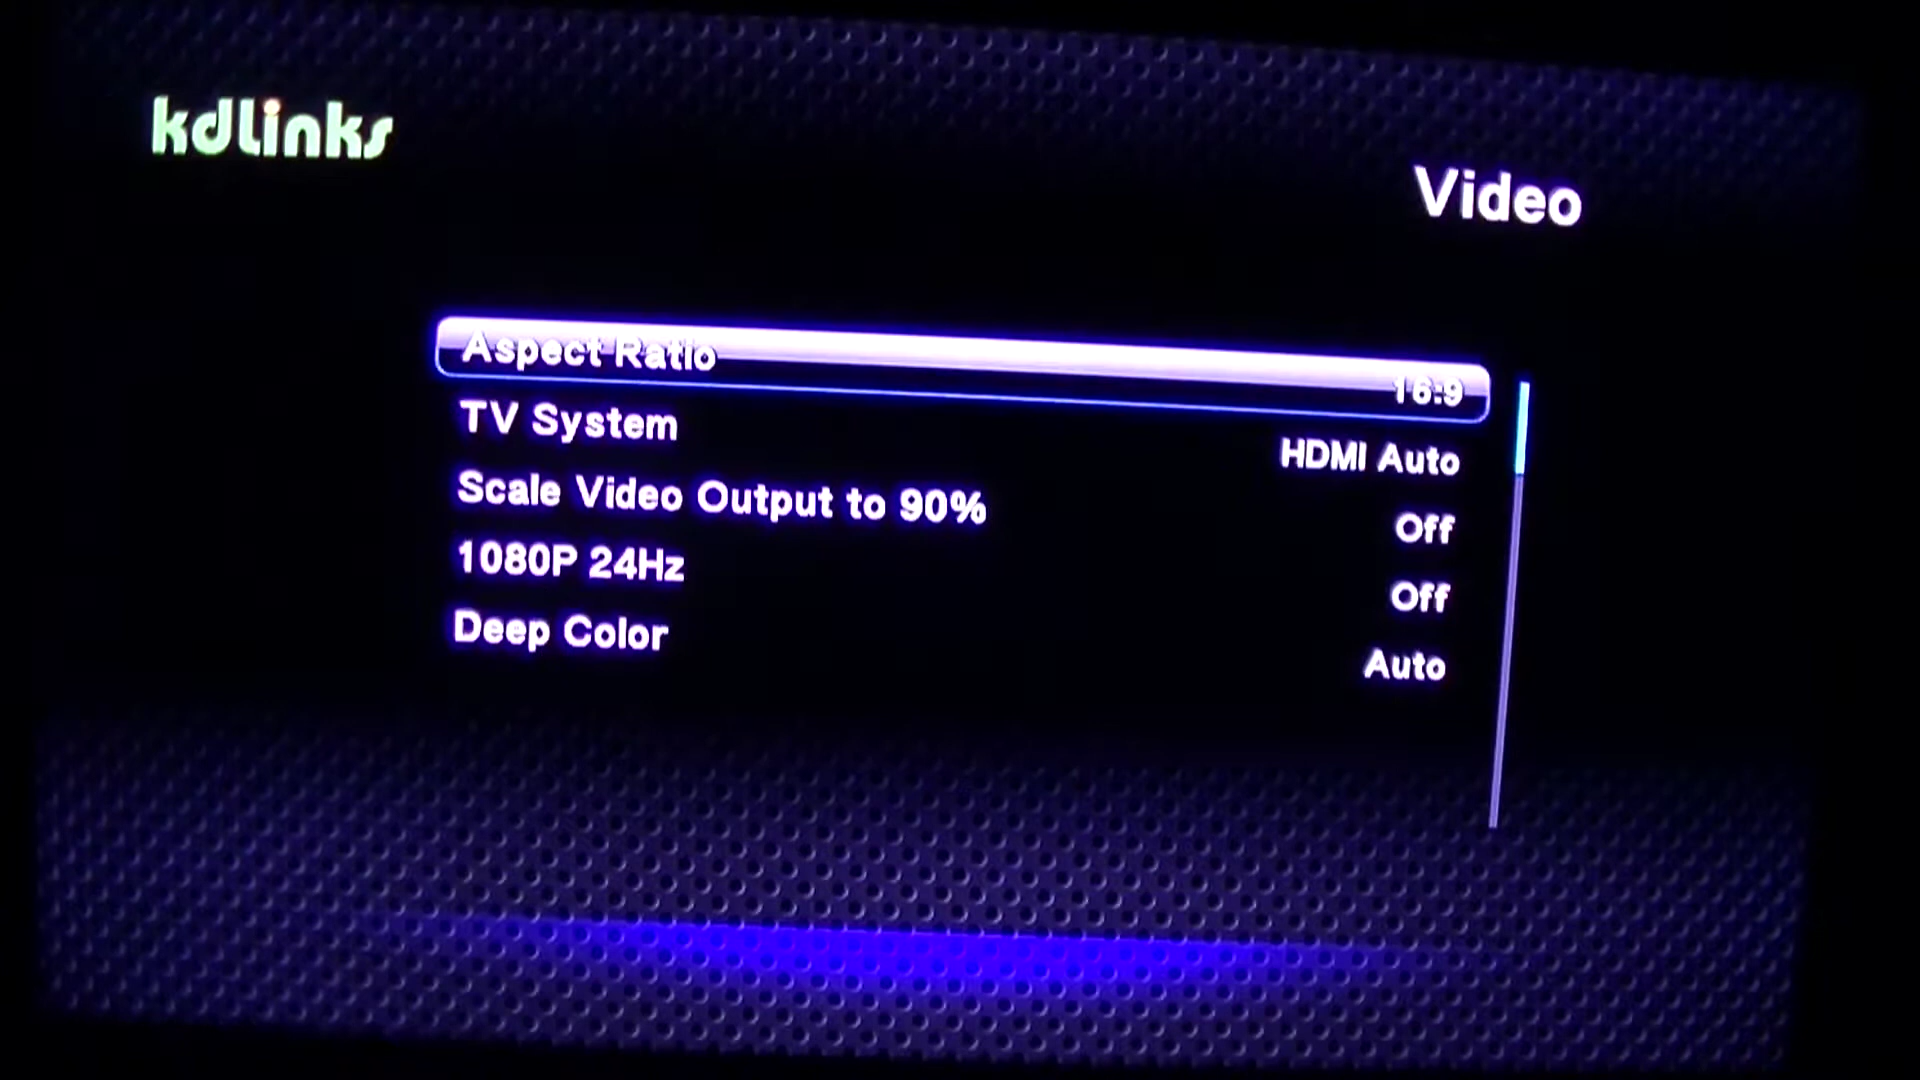 kdlinks
Video
Aspect Ratio 16:9
TV System HDMI Auto
Scale Video Output to 90% Off
1080P 24Hz Off
Deep Color Auto